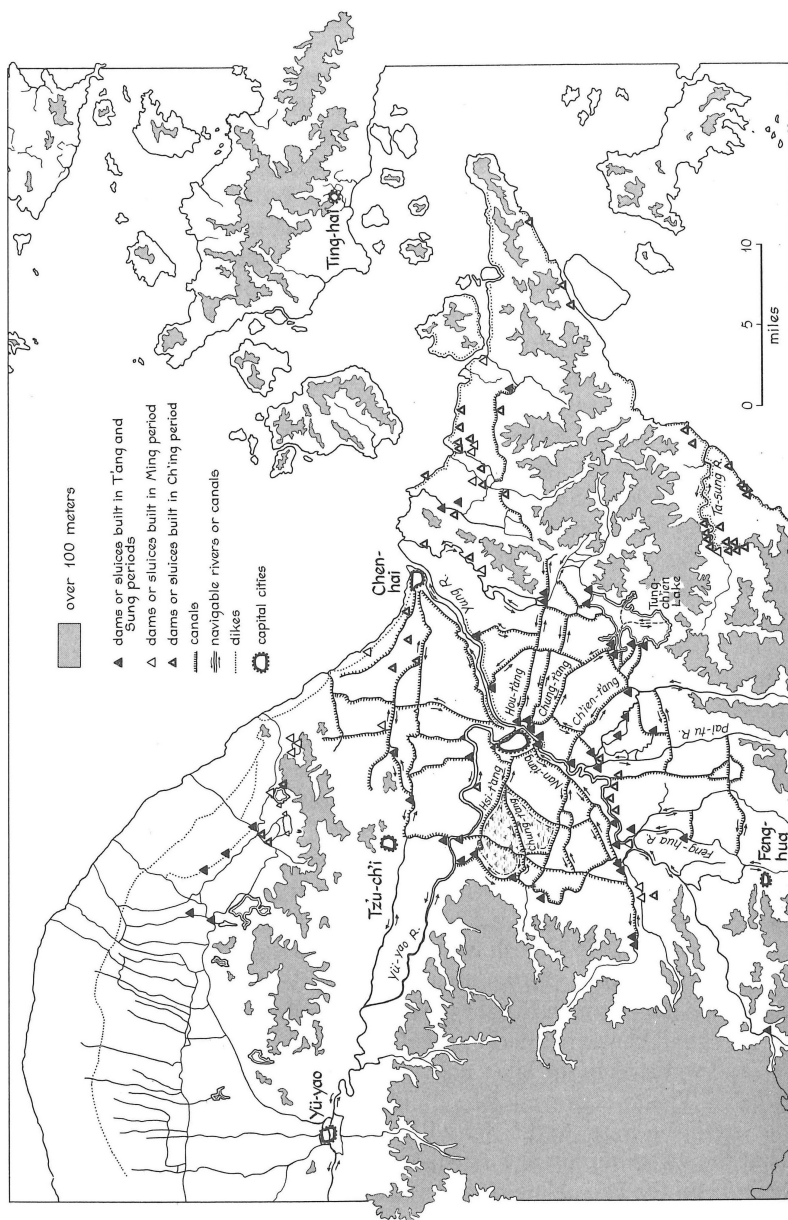 over 100 meters
▲ dams or sluices built in T'ang and
Sung periods
△ dams or sluices built in Ming period
dams or sluices built in Ch'ing period
canals
navigable rivers or canals
dikes
capital cities
Ting-hai
0 5 10
miles
Chen-
hai
Yung R.
Ta-sung R.
Tung-
ch'ien
Lake
Hou-t'ang
Chung-t'ang
Ch'ien-t'ang
Pai-tu R.
Tz'u-ch'i
Hsi-t'ang
Nan-t'ang
Chung-t'ang
Feng-hua R.
Feng-
hua
Yü-yao R.
Yü-yao